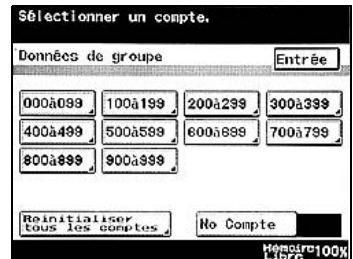 Sélectionner un compte.
Données de groupe
Entrée
000à099
100à199
200à299
300à399
400à499
500à599
600à699
700à799
800à899
900à999
Reinitialiser
tous les comptes
No Compte
Mémoire
Libre
100%